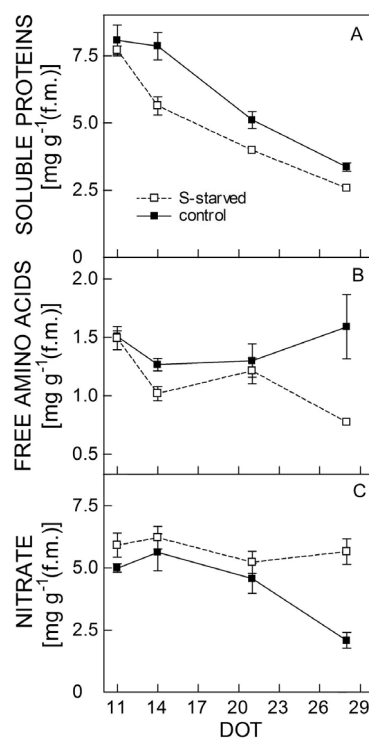 SOLUBLE PROTEINS
[mg g-1(f.m.)]
A
7.5
5.0
2.5
0
S-starved
control
FREE AMINO ACIDS
[mg g-1(f.m.)]
B
2.0
1.5
1.0
0.5
NITRATE
[mg g-1(f.m.)]
C
7.5
5.0
2.5
0
11 14 17 20 23 26 29
DOT